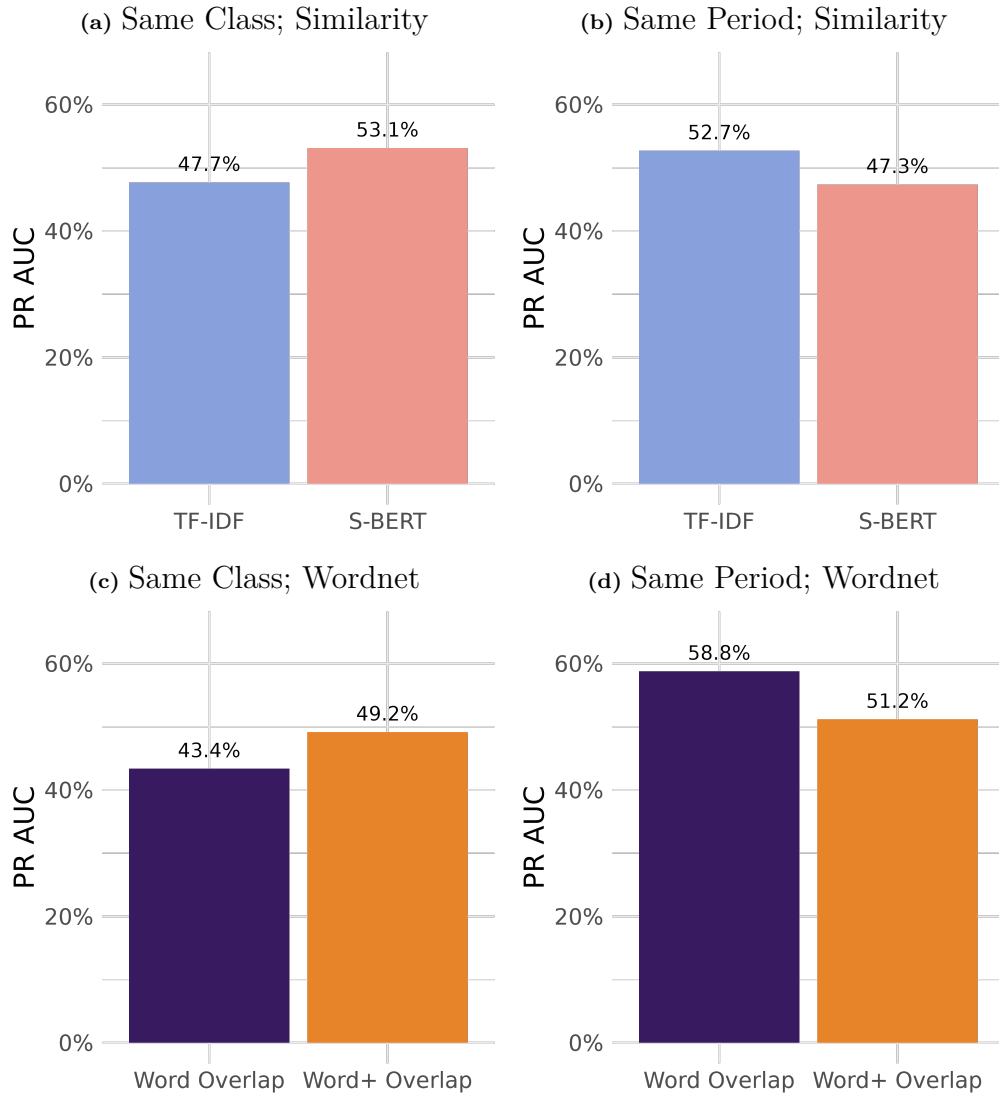 (a) Same Class; Similarity
PR AUC
60%
40%
20%
0%
47.7%
53.1%
TF-IDF
S-BERT
(b) Same Period; Similarity
PR AUC
60%
40%
20%
0%
52.7%
47.3%
TF-IDF
S-BERT
(c) Same Class; Wordnet
PR AUC
60%
40%
20%
0%
43.4%
49.2%
Word Overlap
Word+ Overlap
(d) Same Period; Wordnet
PR AUC
60%
40%
20%
0%
58.8%
51.2%
Word Overlap
Word+ Overlap